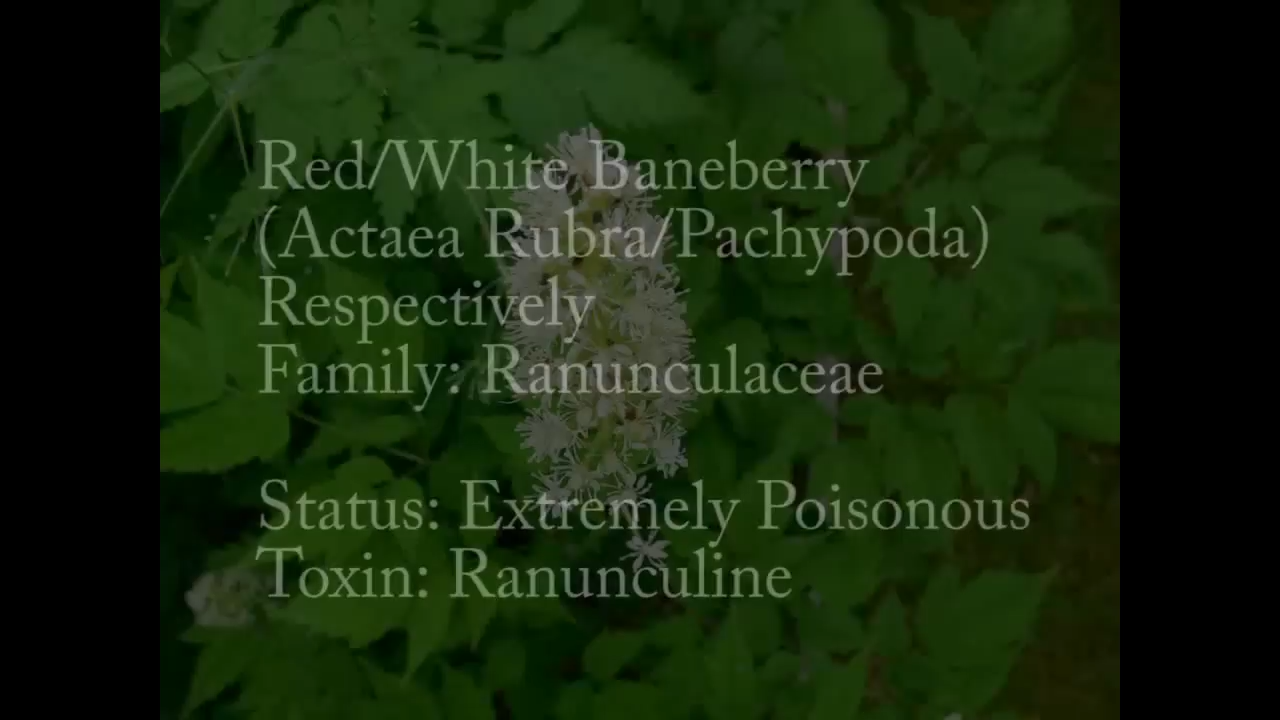 Red/White Baneberry
(Actaea Rubra/Pachypoda)
Respectively
Family: Ranunculaceae
Status: Extremely Poisonous
Toxin: Ranunculine